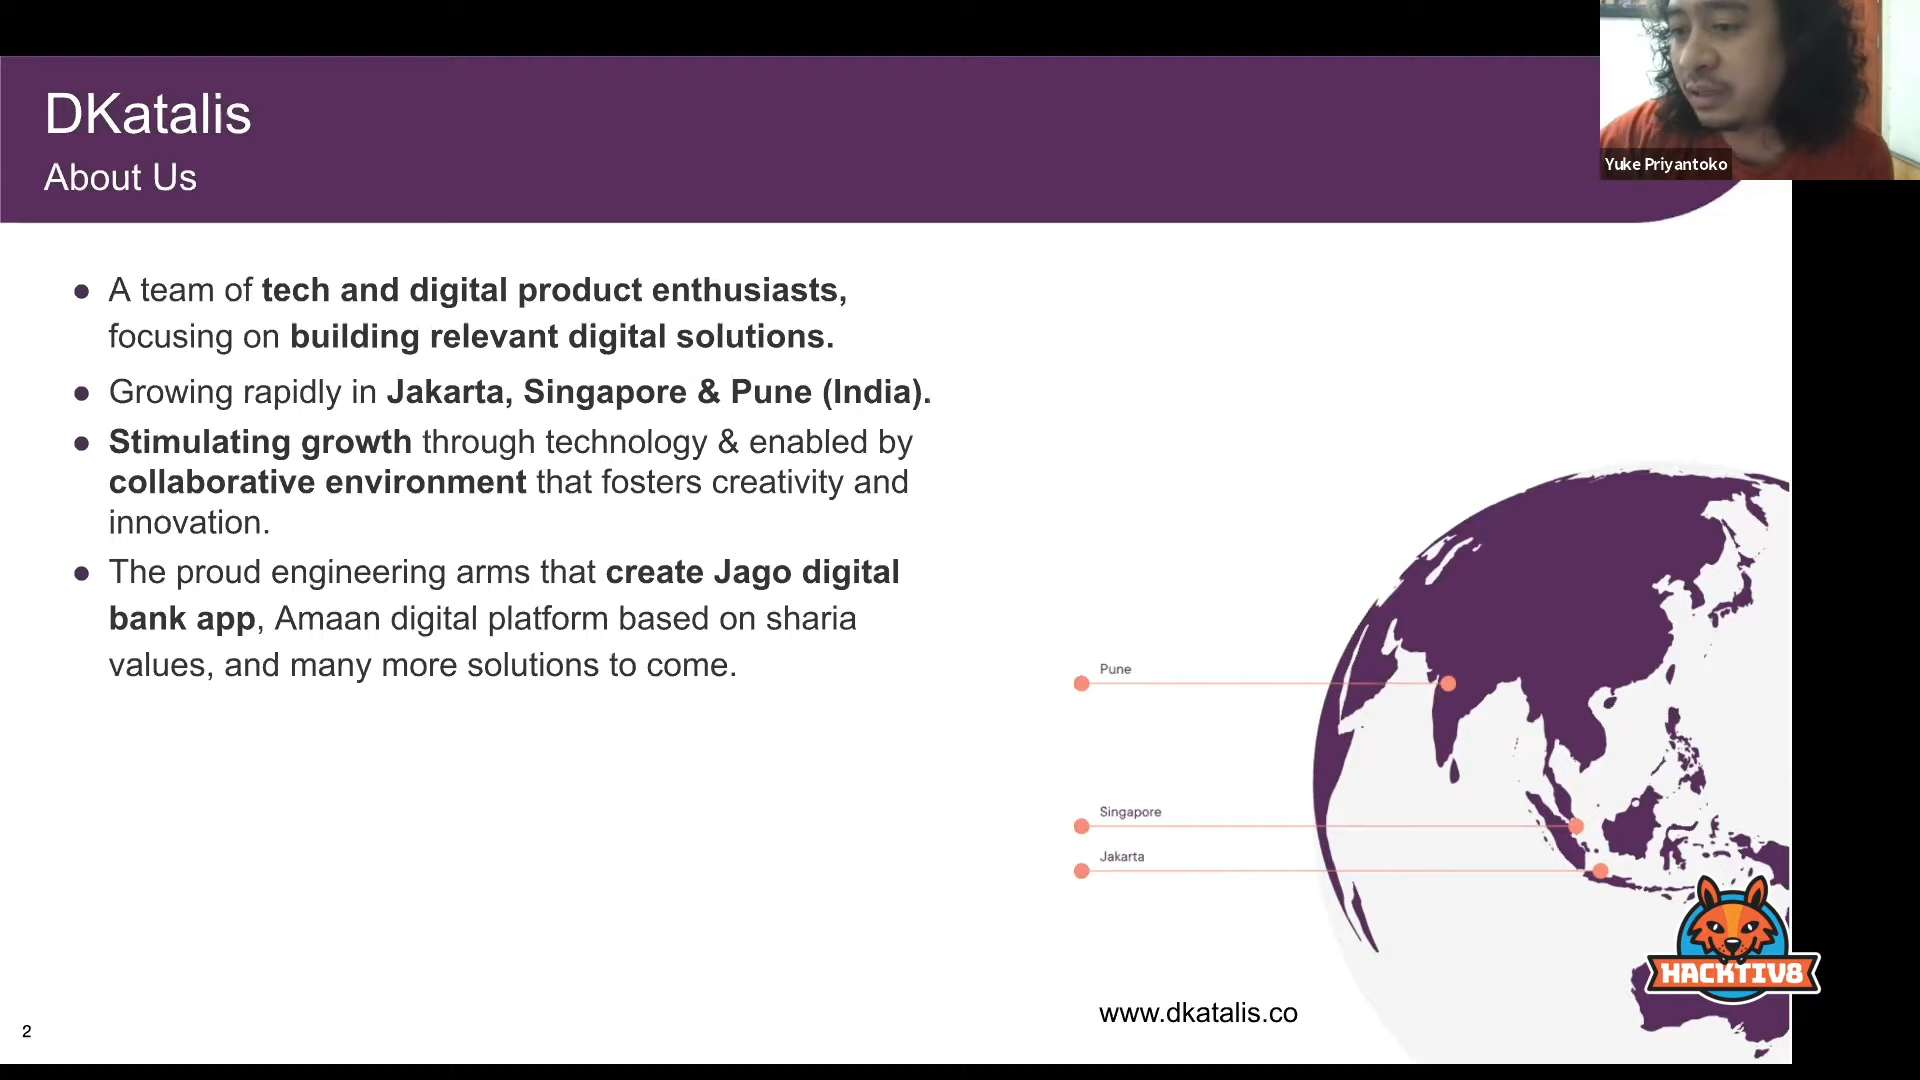 DKatalis
About Us
Yuke Priyantoko
● A team of tech and digital product enthusiasts,
focusing on building relevant digital solutions.
● Growing rapidly in Jakarta, Singapore & Pune (India).
● Stimulating growth through technology & enabled by
collaborative environment that fosters creativity and
innovation.
● The proud engineering arms that create Jago digital
bank app, Amaan digital platform based on sharia
values, and many more solutions to come.
Pune
Singapore
Jakarta
HACKTIV8
www.dkatalis.co
2